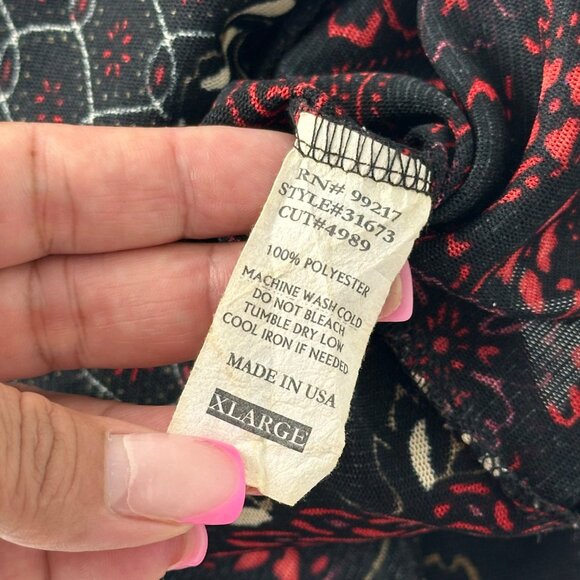 RN# 99217
STYLE#31673
CUT#4989
100% POLYESTER
MACHINE WASH COLD
DO NOT BLEACH
TUMBLE DRY LOW
COOL IRON IF NEEDED
MADE IN USA
XLARGE